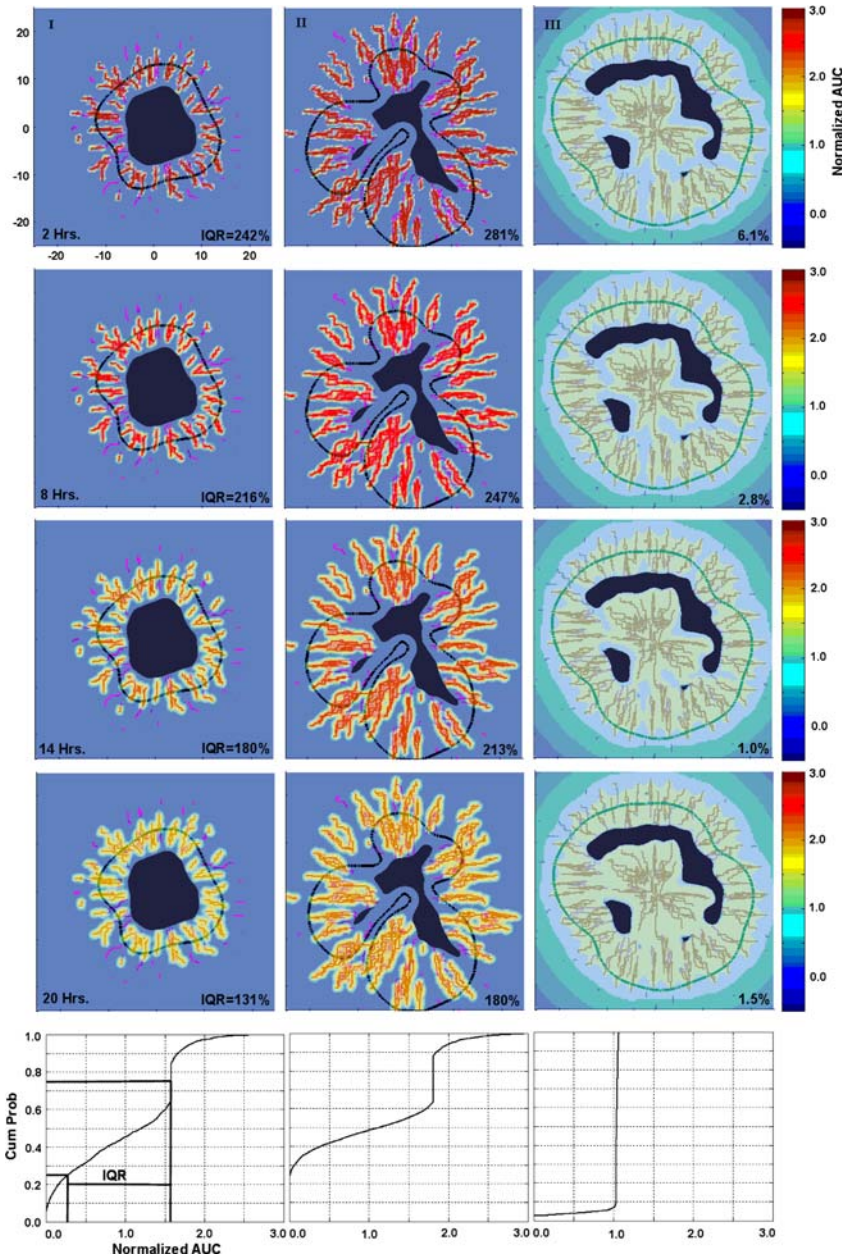 I
II
III
20
10
0
-10
-20
2 Hrs.
IQR=242%
281%
6.1%
-20
-10
0
10
20
3.0
2.0
1.0
0.0
Normalized AUC
8 Hrs.
IQR=216%
247%
2.8%
3.0
2.0
1.0
0.0
14 Hrs.
IQR=180%
213%
1.0%
3.0
2.0
1.0
0.0
20 Hrs.
IQR=131%
180%
1.5%
3.0
2.0
1.0
0.0
1.0
0.8
0.6
0.4
0.2
0.0
Cum Prob
IQR
0.0 1.0 2.0 3.0
0.0 1.0 2.0 3.0
0.0 1.0 2.0 3.0
Normalized AUC